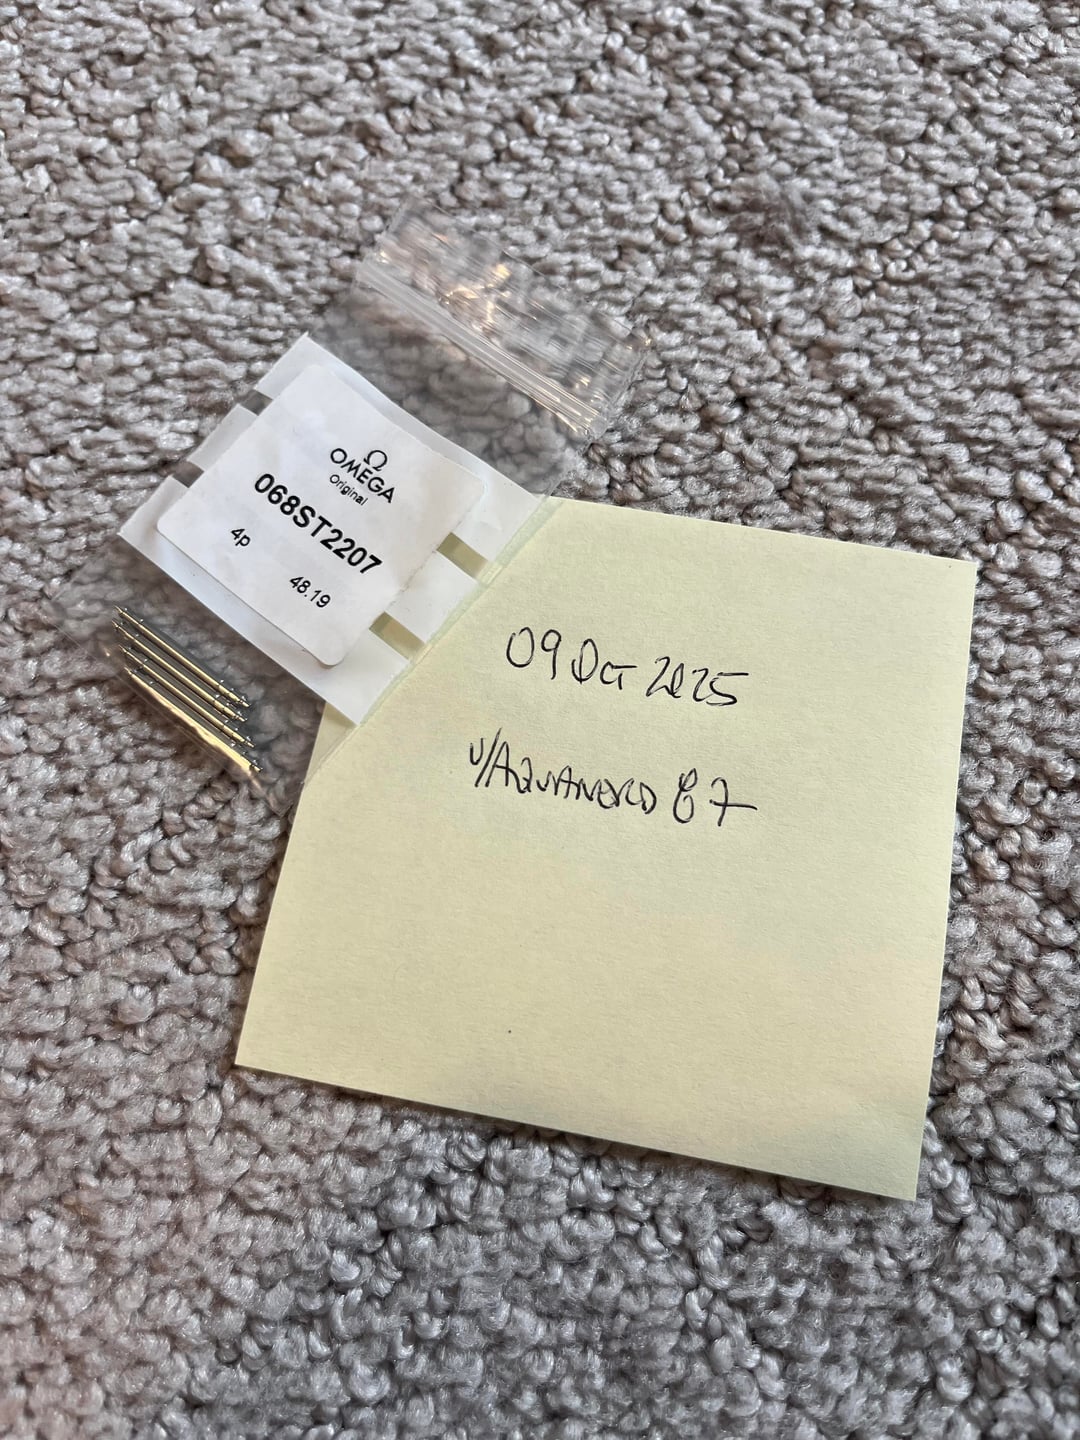 Ω
OMEGA
Original
068ST2207
4p
48.19
09 Oct 2025
u/AquaNerd87